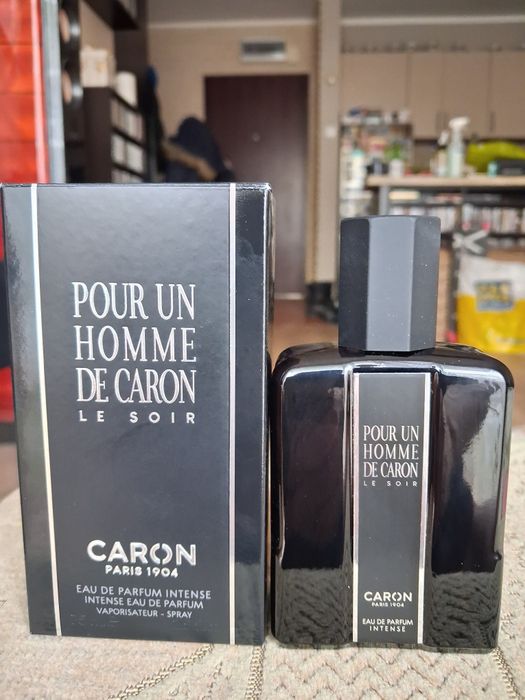 POUR UN
HOMME
DE CARON
LE SOIR
CARON
PARIS 1904
EAU DE PARFUM INTENSE
INTENSE EAU DE PARFUM
VAPORISATEUR - SPRAY
POUR UN
HOMME
DE CARON
LE SOIR
CARON
PARIS 1904
EAU DE PARFUM
INTENSE